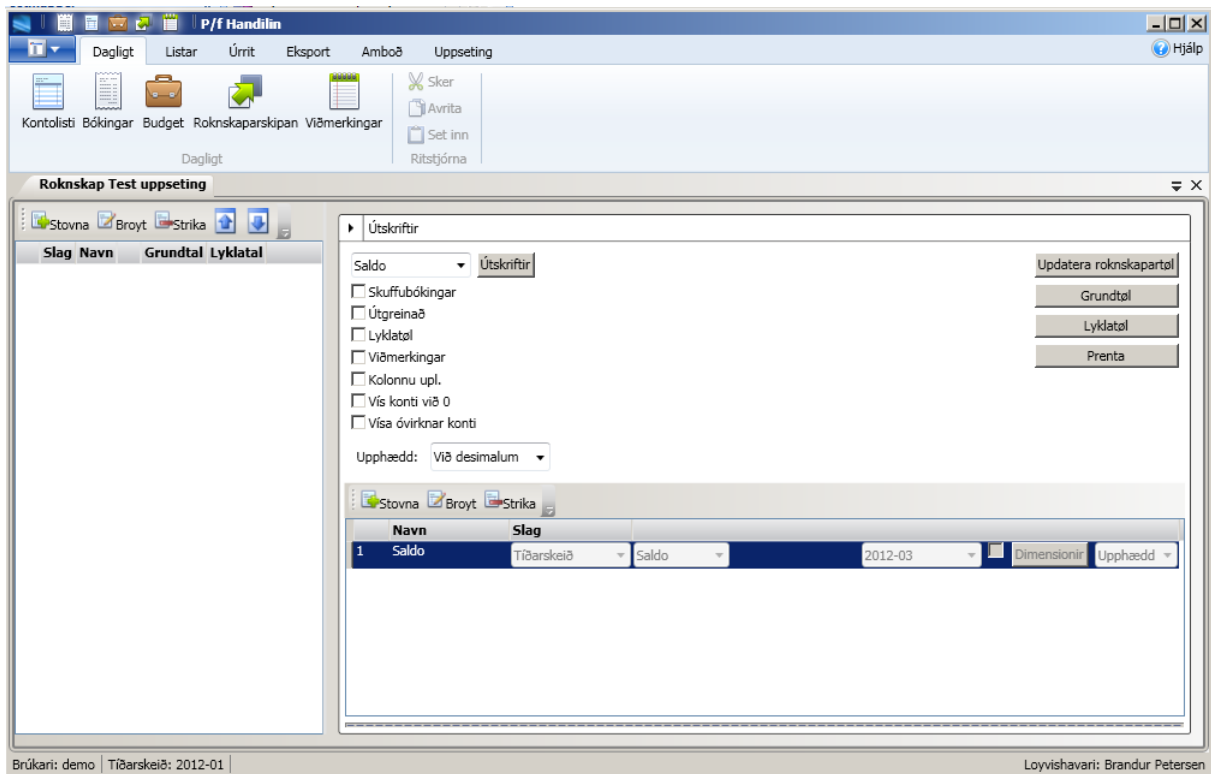 P/f Handilin
Dagligt Listar Úrrit Eksport Amboð Uppseting Hjálp
Kontolisti Bókingar Budget Roknskaparskipan Viðmerkingar
Sker
Avrita
Set inn
Dagligt Ritstjórna
Roknskap Test uppseting
Stovna Broyt Strika
Slag Navn Grundtal Lyklatal
Útskriftir
Saldo Útskriftir
Skuffubókingar
Útgreinað
Lyklatøl
Viðmerkingar
Kolonnu upl.
Vís konti við 0
Vísa óvirknar konti
Upphædd: Við desimalum
Updatera roknskapartøl
Grundtøl
Lyklatøl
Prenta
Stovna Broyt Strika
Navn Slag
1 Saldo Tíðarskeið Saldo 2012-03 Dimensionir Upphædd
Brúkari: demo Tíðarskeið: 2012-01 Loyvishavari: Brandur Petersen